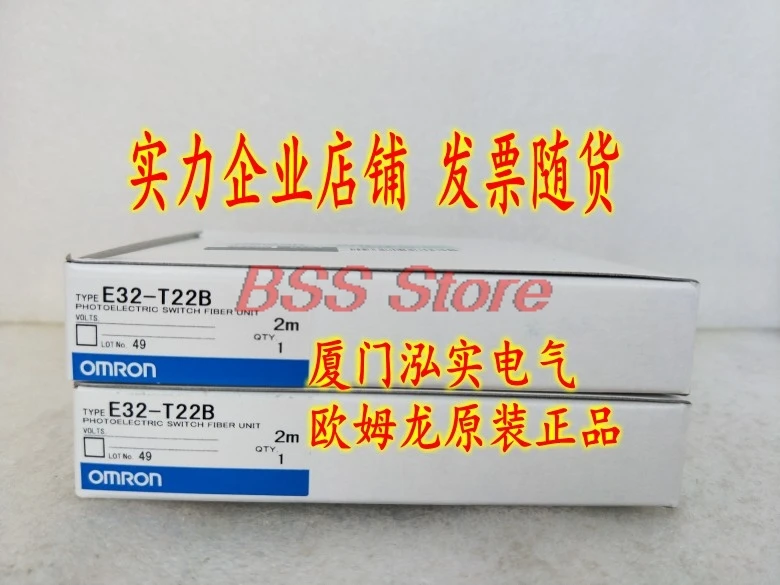 实力企业店铺 发票随货
BSS Store
TYPE E32-T22B
PHOTOELECTRIC SWITCH FIBER UNIT
VOLTS 2m
LOT No. 49 QTY 1
OMRON
厦门泓实电气
TYPE E32-T22B
PHOTOELECTRIC SWITCH FIBER UNIT
VOLTS 2m
LOT No. 49 QTY 1
OMRON
欧姆龙原装正品